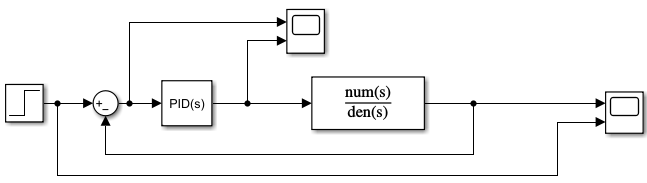 +
−
PID(s)
num(s)
den(s)